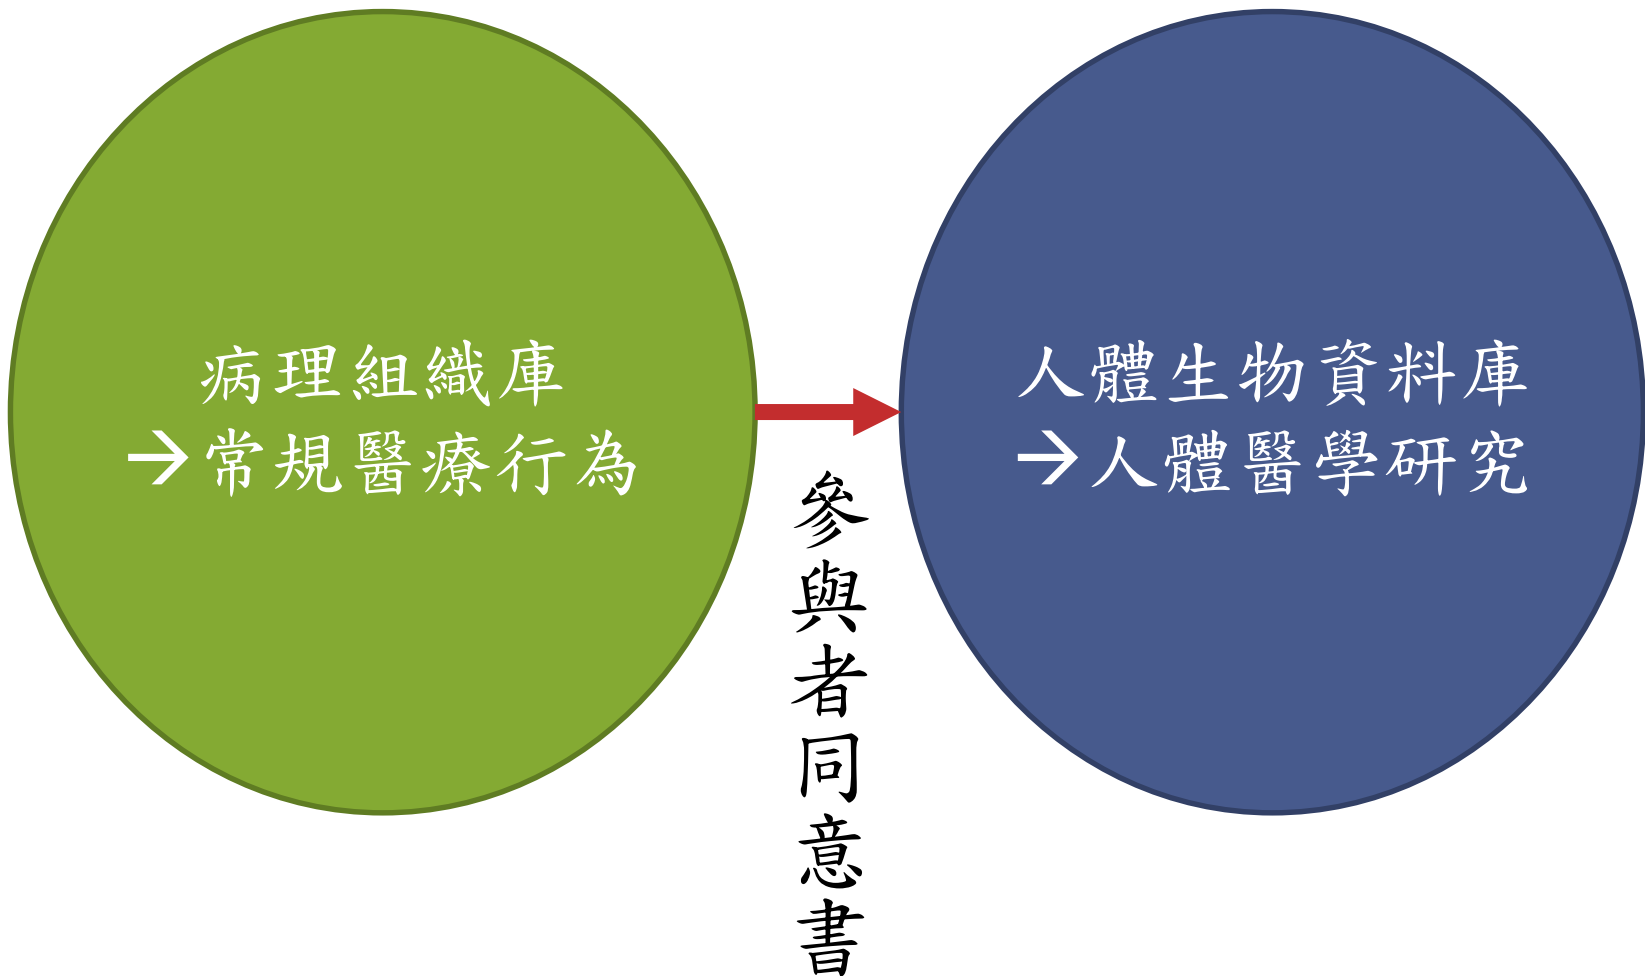 病理組織庫
→常規醫療行為
參與者同意書
人體生物資料庫
→人體醫學研究